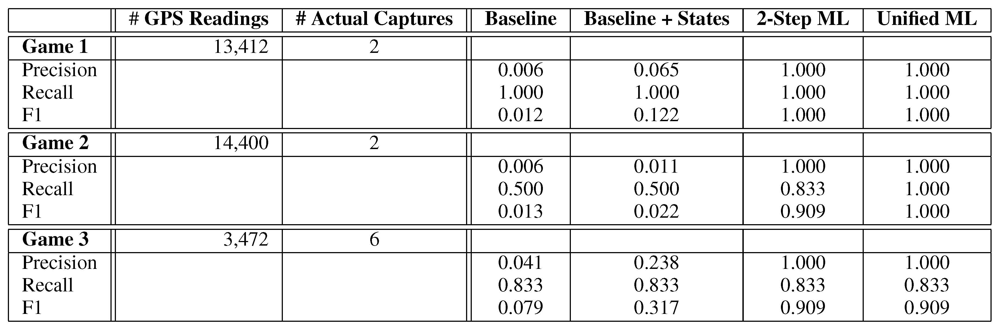 # GPS Readings # Actual Captures Baseline Baseline + States 2-Step ML Unified ML
Game 1 13,412 2
Precision 0.006 0.065 1.000 1.000
Recall 1.000 1.000 1.000 1.000
F1 0.012 0.122 1.000 1.000
Game 2 14,400 2
Precision 0.006 0.011 1.000 1.000
Recall 0.500 0.500 0.833 1.000
F1 0.013 0.022 0.909 1.000
Game 3 3,472 6
Precision 0.041 0.238 1.000 1.000
Recall 0.833 0.833 0.833 0.833
F1 0.079 0.317 0.909 0.909